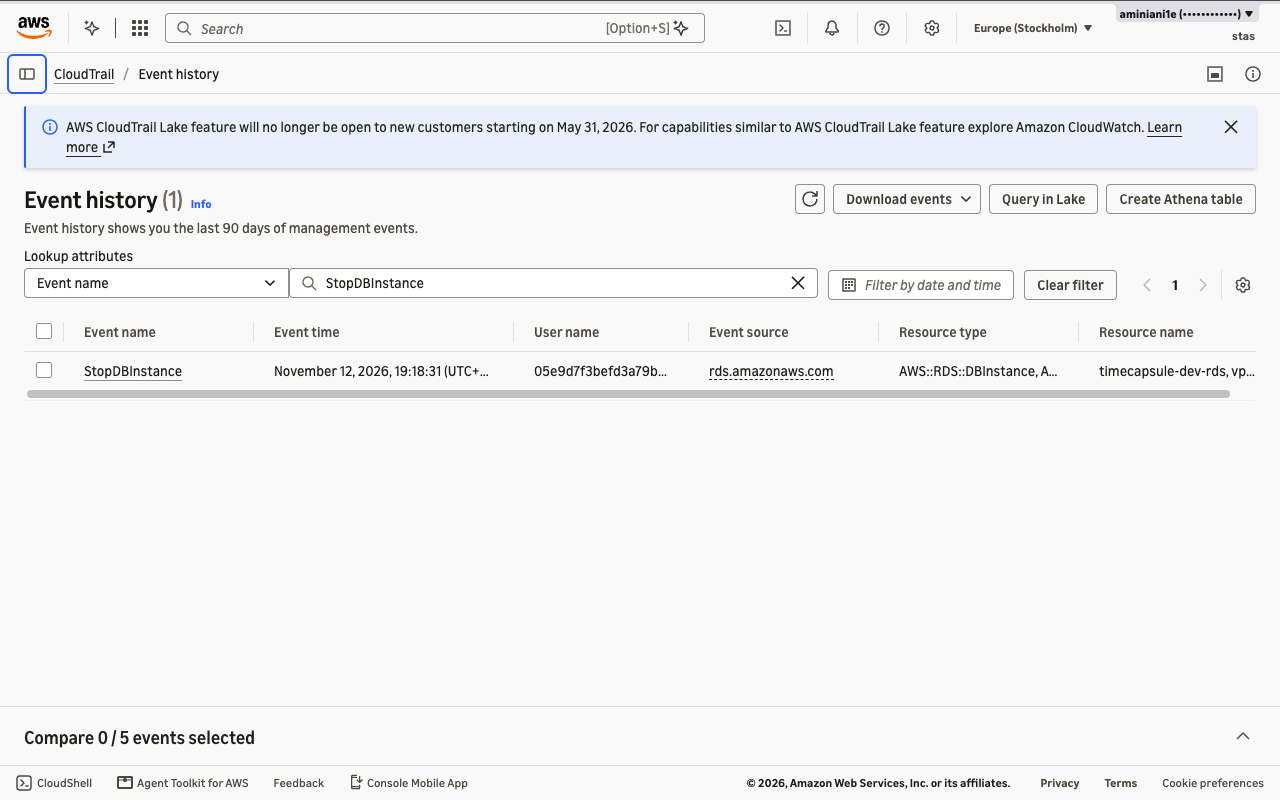 aws
Search
[Option+S]
Europe (Stockholm)
aminiani1e (••••••••••••)
stas
CloudTrail / Event history
AWS CloudTrail Lake feature will no longer be open to new customers starting on May 31, 2026. For capabilities similar to AWS CloudTrail Lake feature explore Amazon CloudWatch. Learn
more
Event history (1) Info
Download events
Query in Lake
Create Athena table
Event history shows you the last 90 days of management events.
Lookup attributes
Event name
StopDBInstance
Filter by date and time
Clear filter
1
Event name
Event time
User name
Event source
Resource type
Resource name
StopDBInstance
November 12, 2026, 19:18:31 (UTC+...
05e9d7f3befd3a79b...
rds.amazonaws.com
AWS::RDS::DBInstance, A...
timecapsule-dev-rds, vp...
Compare 0 / 5 events selected
CloudShell
Agent Toolkit for AWS
Feedback
Console Mobile App
© 2026, Amazon Web Services, Inc. or its affiliates.
Privacy
Terms
Cookie preferences